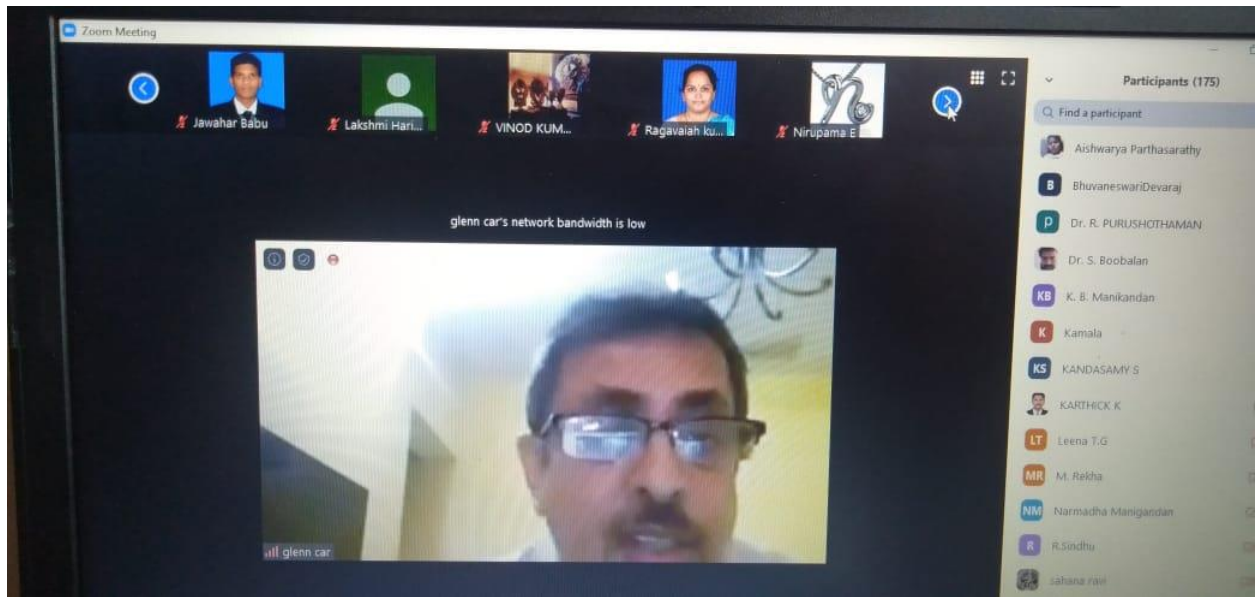 Zoom Meeting
Jawahar Babu
Lakshmi Hari...
VINOD KUM...
Ragavaiah ku...
Nirupama E
glenn car's network bandwidth is low
glenn car
Participants (175)
Find a participant
Aishwarya Parthasarathy
B BhuvaneswariDevaraj
P Dr. R. PURUSHOTHAMAN
Dr. S. Boobalan
KB K. B. Manikandan
K Kamala
KS KANDASAMY S
KARTHICK K
LT Leena T.G
MR M. Rekha
NM Narmadha Manigandan
R R.Sindhu
sahana ravi